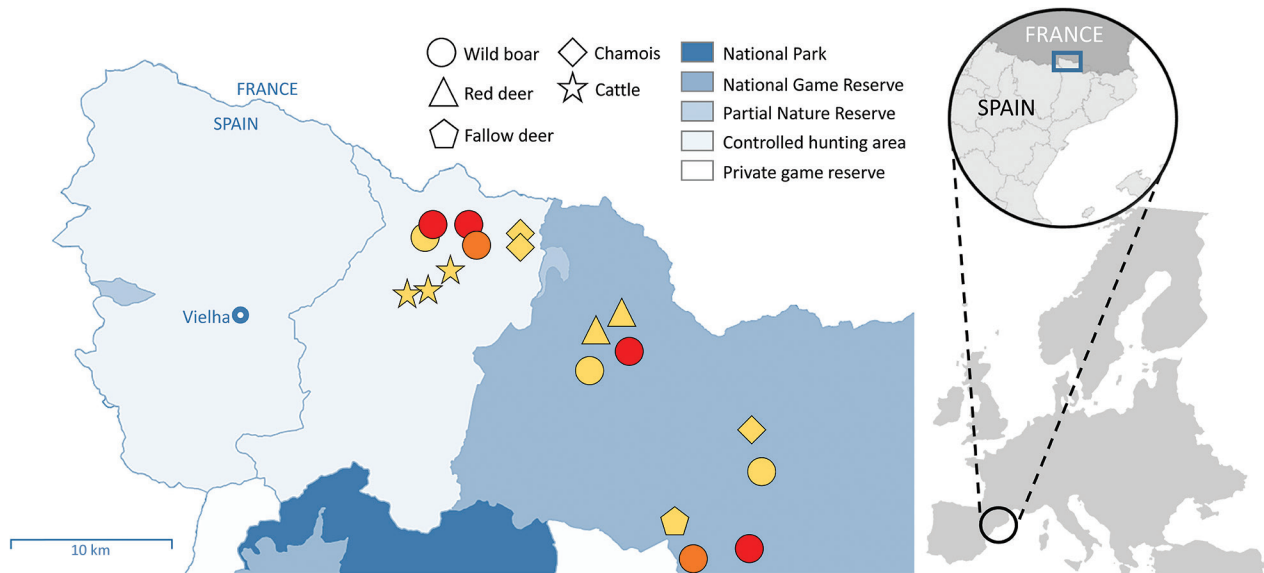 FRANCE
SPAIN
Vielha
10 km
Wild boar
Red deer
Fallow deer
Chamois
Cattle
National Park
National Game Reserve
Partial Nature Reserve
Controlled hunting area
Private game reserve
FRANCE
SPAIN